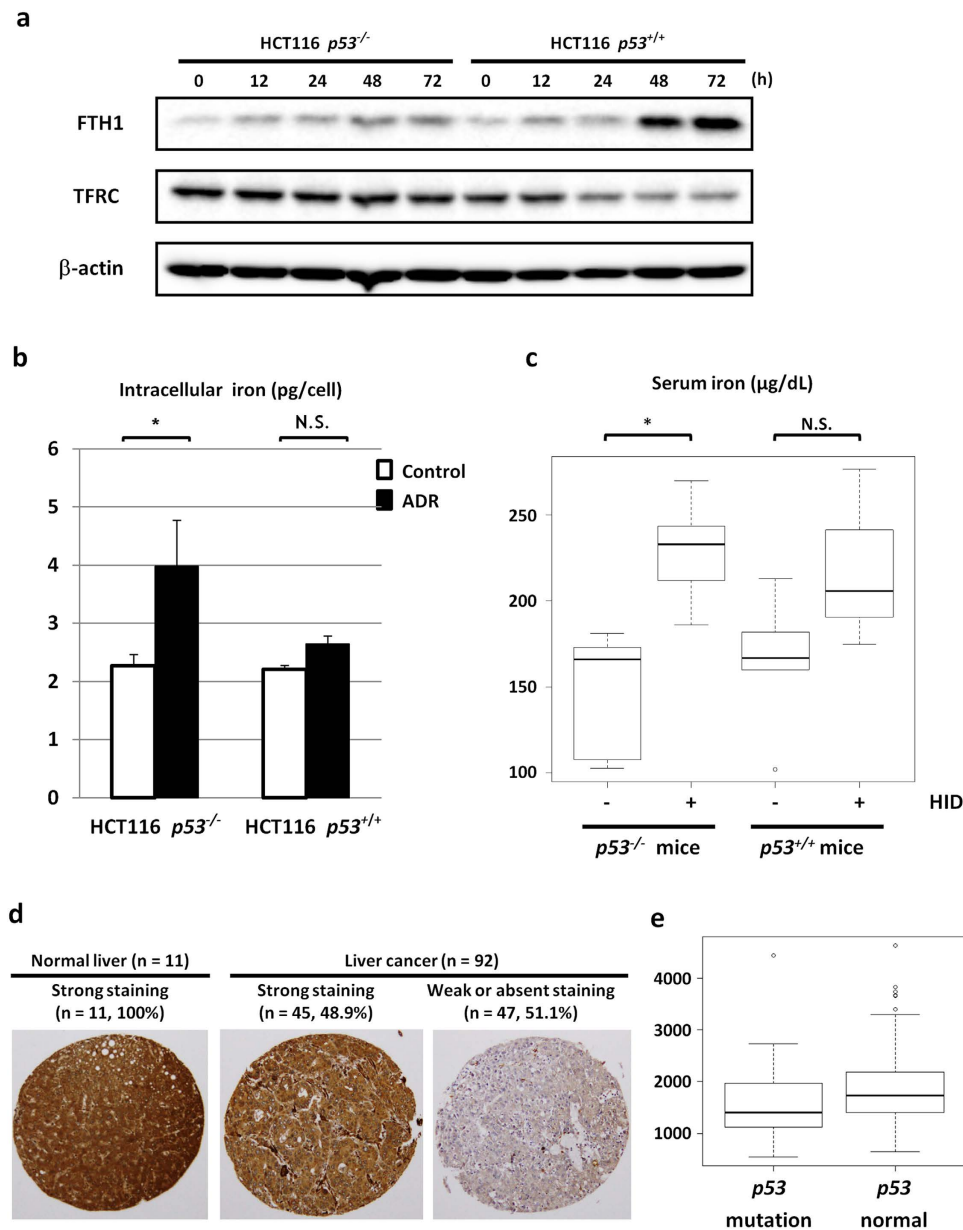 a
HCT116 p53-/- HCT116 p53+/+
0 12 24 48 72 0 12 24 48 72 (h)
FTH1
TFRC
β-actin
b
Intracellular iron (pg/cell)
* N.S.
Control
ADR
6
5
4
3
2
1
0
HCT116 p53-/- HCT116 p53+/+
c
Serum iron (μg/dL)
* N.S.
250
200
150
100
- + - + HID
p53-/- mice p53+/+ mice
d
Normal liver (n = 11) Liver cancer (n = 92)
Strong staining Strong staining Weak or absent staining
(n = 11, 100%) (n = 45, 48.9%) (n = 47, 51.1%)
e
4000
3000
2000
1000
p53 p53
mutation normal